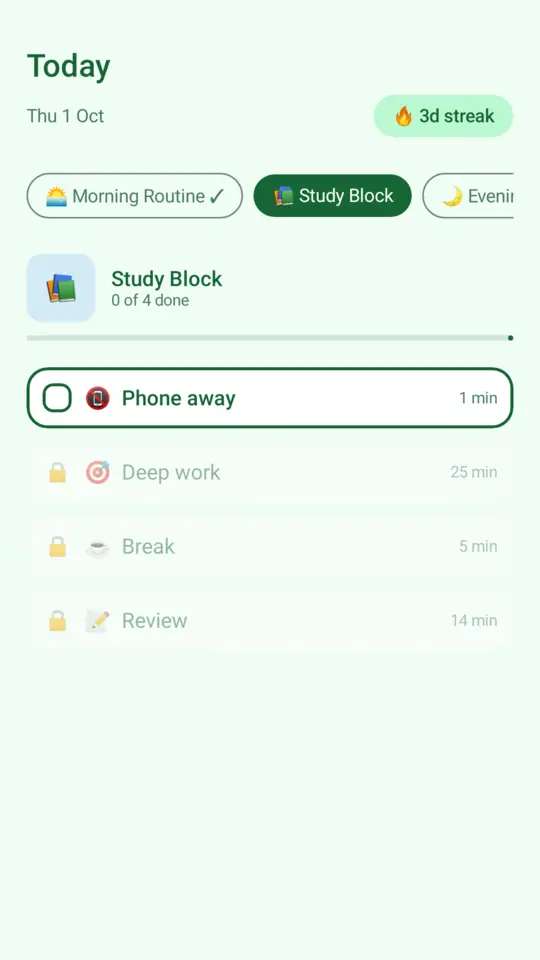 Today
Thu 1 Oct
🔥 3d streak
🌅 Morning Routine ✓
📚 Study Block
🌙 Evenin
Study Block
0 of 4 done
Phone away 1 min
Deep work 25 min
Break 5 min
Review 14 min